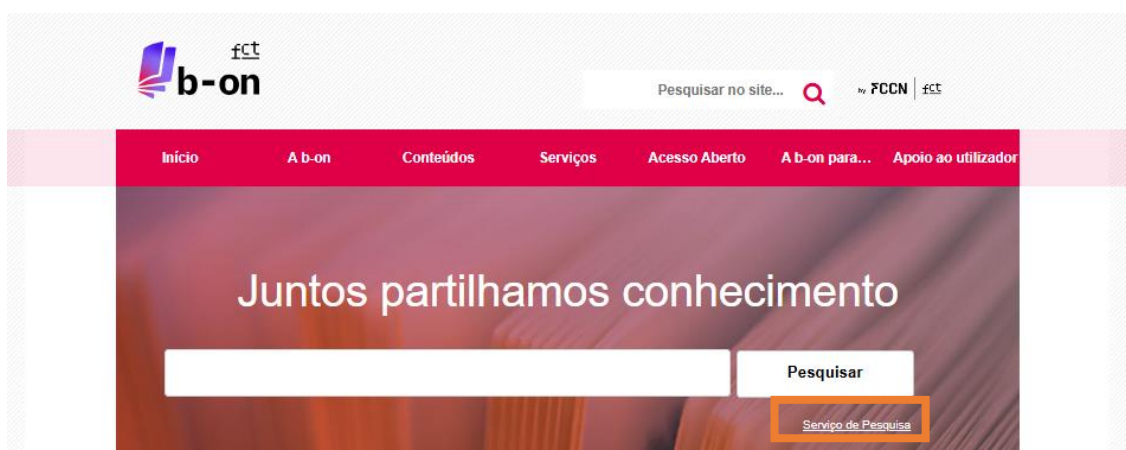 fct
b-on
Pesquisar no site...
by FCCN | fct
Início A b-on Conteúdos Serviços Acesso Aberto A b-on para... Apoio ao utilizador
Juntos partilhamos conhecimento
Pesquisar
Serviço de Pesquisa